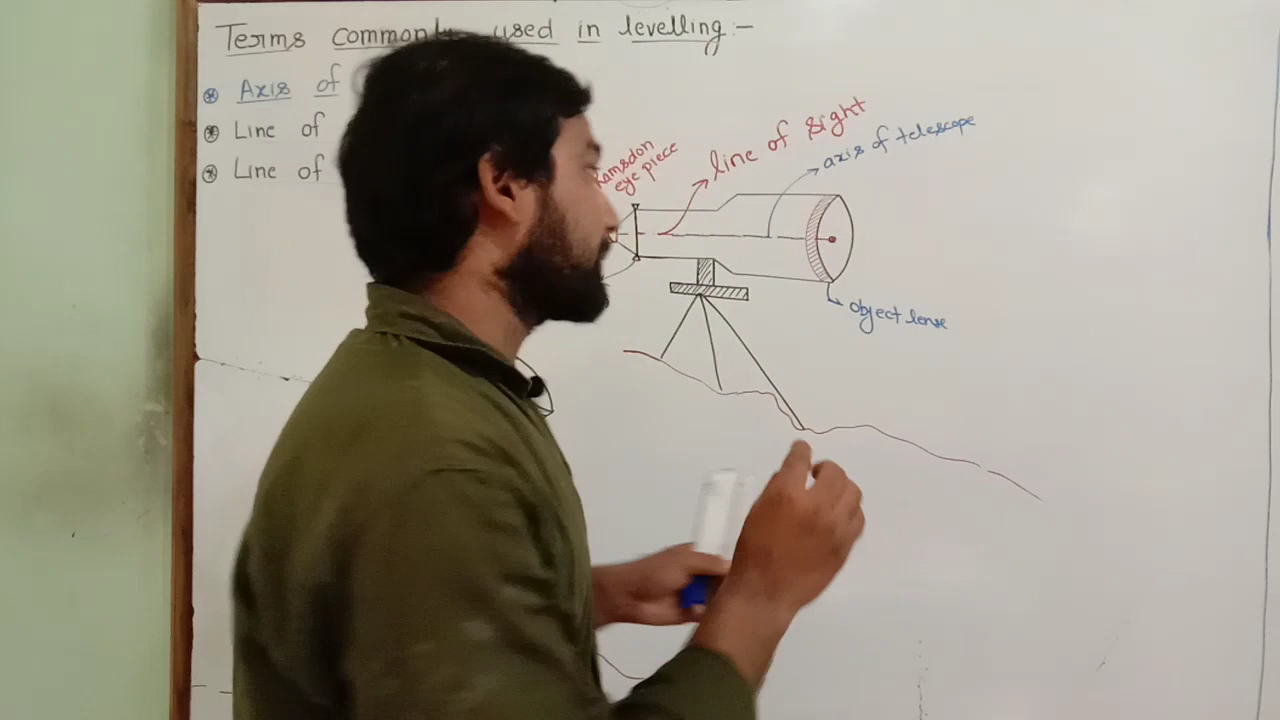 Terms commonly used in levelling :-
Axis of
Line of
Line of
Ramsdon
eye piece
line of sight
axis of telescope
object lense